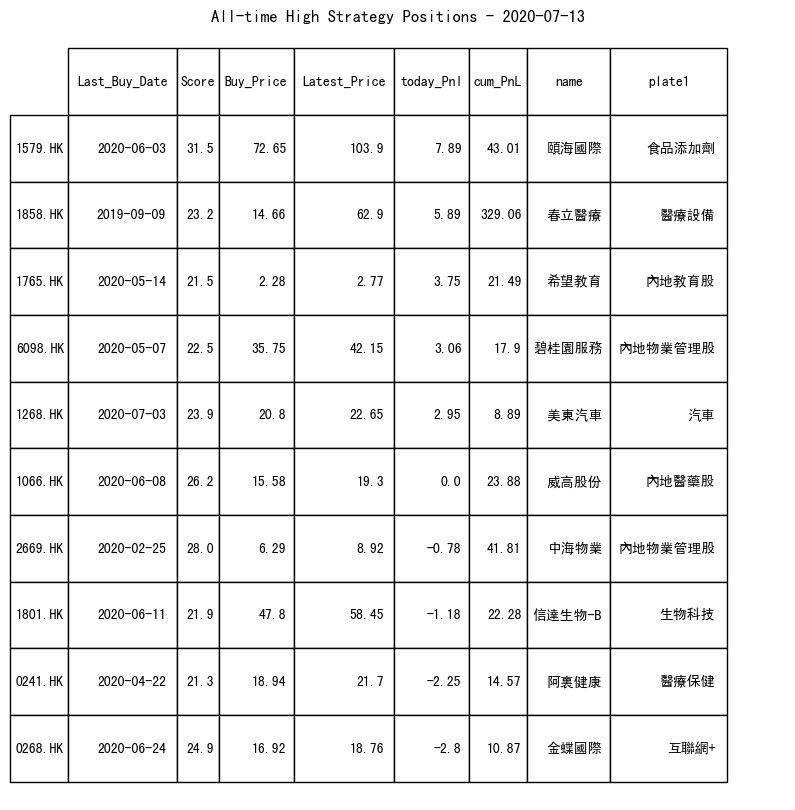 All-time High Strategy Positions - 2020-07-13
Last_Buy_Date Score Buy_Price Latest_Price today_Pnl cum_PnL name plate1
1579.HK 2020-06-03 31.5 72.65 103.9 7.89 43.01 頤海國際 食品添加劑
1858.HK 2019-09-09 23.2 14.66 62.9 5.89 329.06 春立醫療 醫療設備
1765.HK 2020-05-14 21.5 2.28 2.77 3.75 21.49 希望教育 內地教育股
6098.HK 2020-05-07 22.5 35.75 42.15 3.06 17.9 碧桂園服務 內地物業管理股
1268.HK 2020-07-03 23.9 20.8 22.65 2.95 8.89 美東汽車 汽車
1066.HK 2020-06-08 26.2 15.58 19.3 0.0 23.88 威高股份 內地醫藥股
2669.HK 2020-02-25 28.0 6.29 8.92 -0.78 41.81 中海物業 內地物業管理股
1801.HK 2020-06-11 21.9 47.8 58.45 -1.18 22.28 信達生物-B 生物科技
0241.HK 2020-04-22 21.3 18.94 21.7 -2.25 14.57 阿裏健康 醫療保健
0268.HK 2020-06-24 24.9 16.92 18.76 -2.8 10.87 金蝶國際 互聯網+